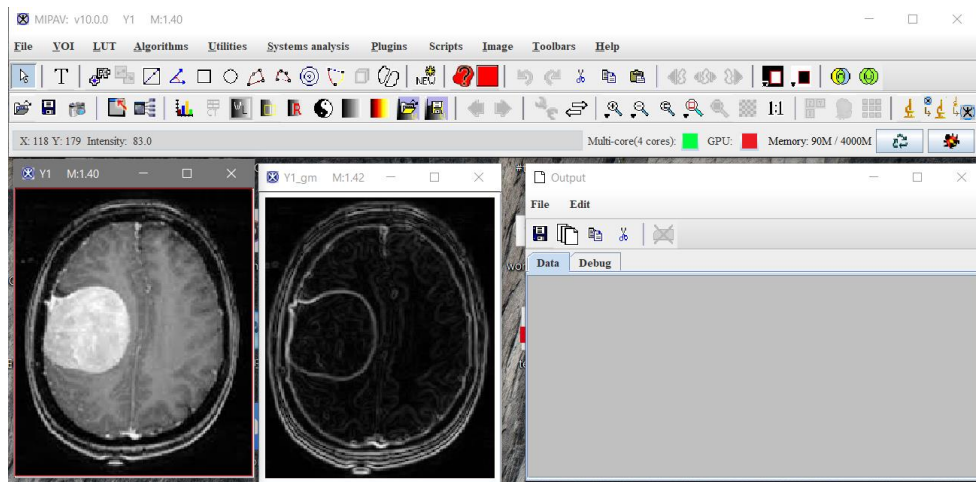 MIPAV: v10.0.0 Y1 M:1.40
File VOI LUT Algorithms Utilities Systems analysis Plugins Scripts Image Toolbars Help
T NEW ?
VL R 1:1
X: 118 Y: 179 Intensity: 83.0 Multi-core(4 cores): GPU: Memory: 90M / 4000M
Y1 M:1.40
Y1_gm M:1.42
Output
File Edit
Data Debug
wor